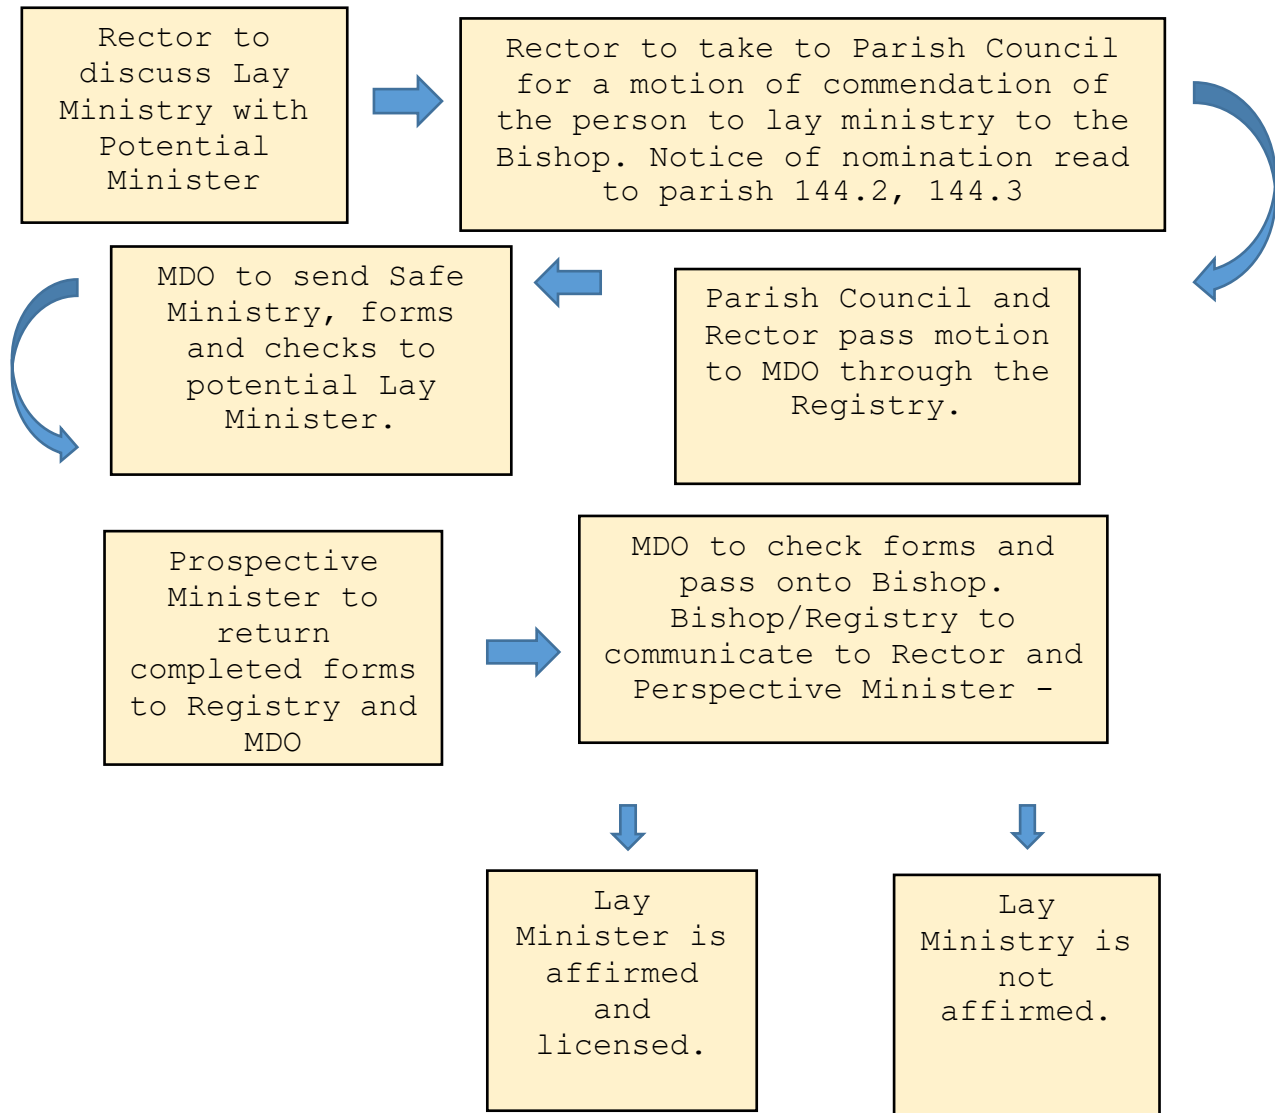 Rector to
discuss Lay
Ministry with
Potential
Minister
Rector to take to Parish Council
for a motion of commendation of
the person to lay ministry to the
Bishop. Notice of nomination read
to parish 144.2, 144.3
Parish Council and
Rector pass motion
to MDO through the
Registry.
MDO to send Safe
Ministry, forms
and checks to
potential Lay
Minister.
Prospective
Minister to
return
completed forms
to Registry and
MDO
MDO to check forms and
pass onto Bishop.
Bishop/Registry to
communicate to Rector and
Perspective Minister -
Lay
Minister is
affirmed
and
licensed.
Lay
Ministry is
not
affirmed.